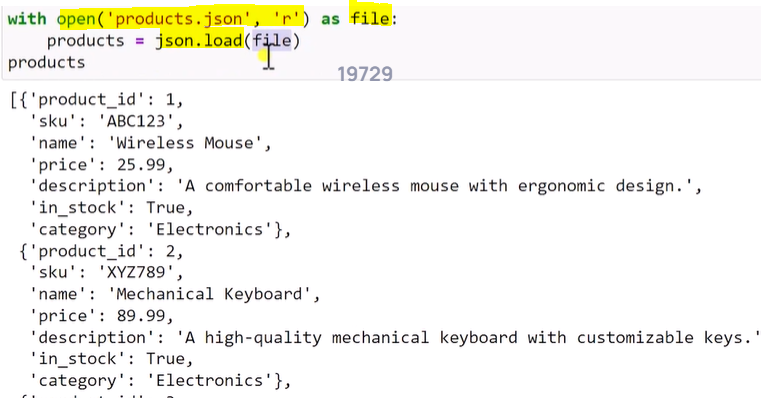 with open('products.json', 'r') as file:
    products = json.load(file)
products
19729
[{'product_id': 1,
  'sku': 'ABC123',
  'name': 'Wireless Mouse',
  'price': 25.99,
  'description': 'A comfortable wireless mouse with ergonomic design.',
  'in_stock': True,
  'category': 'Electronics'},
 {'product_id': 2,
  'sku': 'XYZ789',
  'name': 'Mechanical Keyboard',
  'price': 89.99,
  'description': 'A high-quality mechanical keyboard with customizable keys.'
  'in_stock': True,
  'category': 'Electronics'},